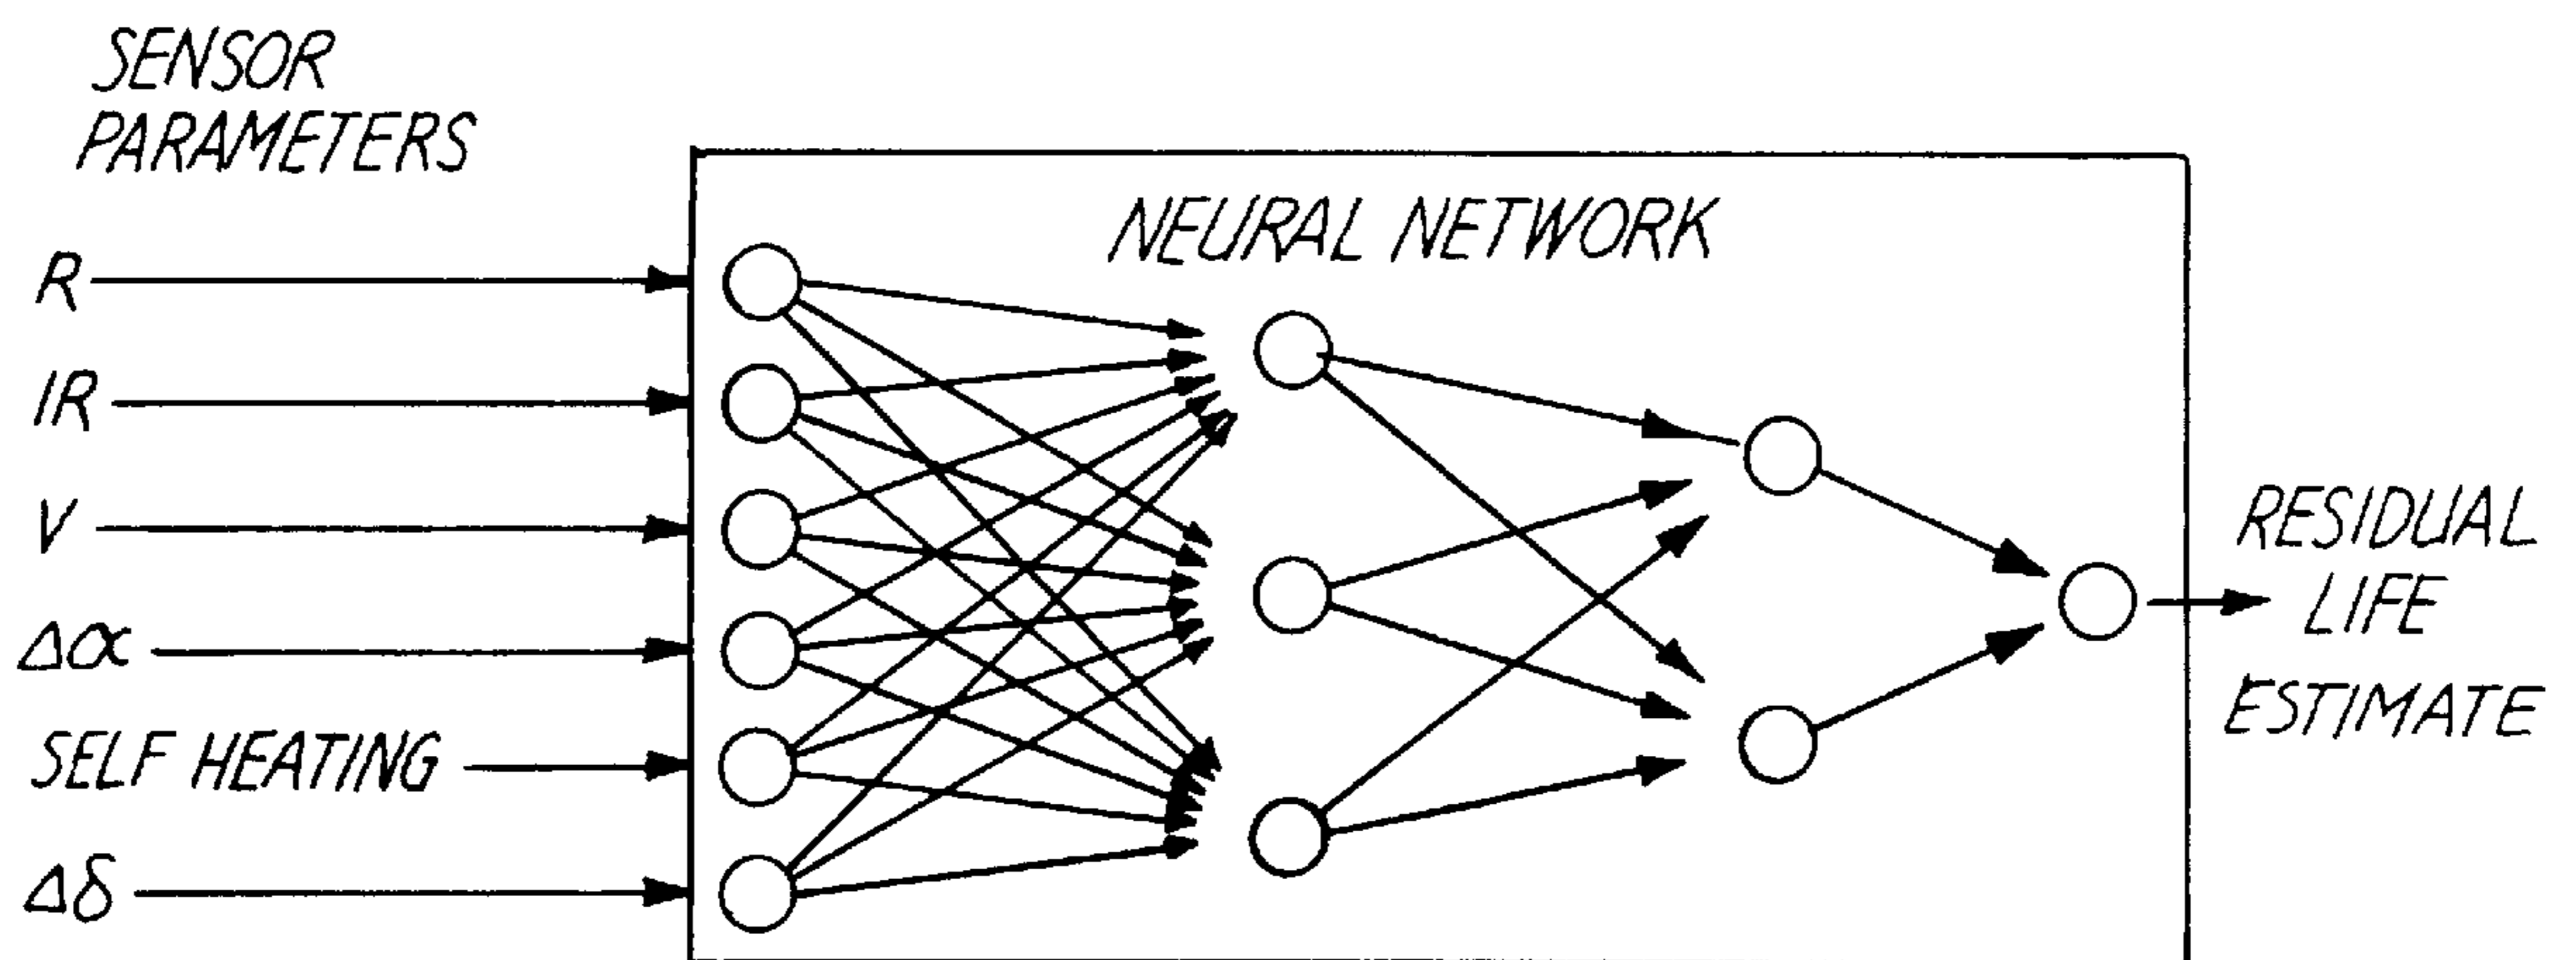 SENSOR
PARAMETERS
NEURAL NETWORK
R
IR
V
Δα
SELF HEATING
Δδ
RESIDUAL
LIFE
ESTIMATE